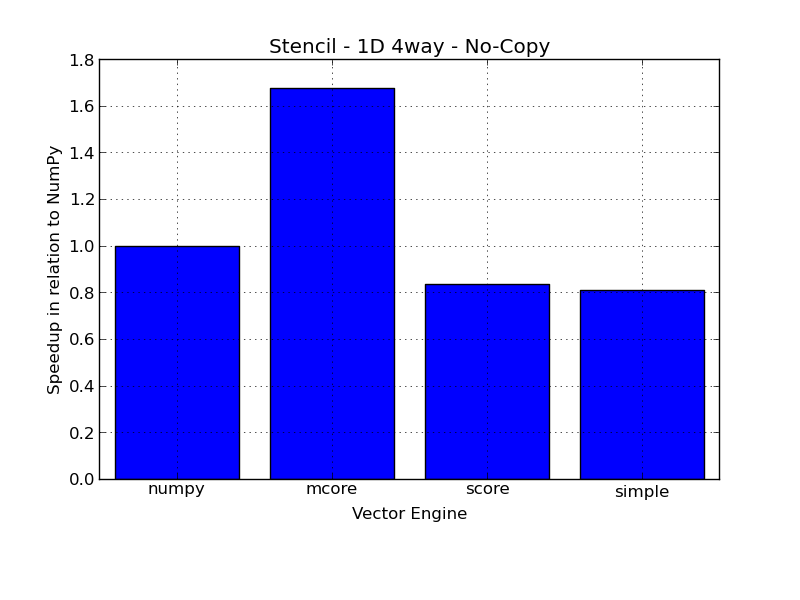 Stencil - 1D 4way - No-Copy
Speedup in relation to NumPy
1.8
1.6
1.4
1.2
1.0
0.8
0.6
0.4
0.2
0.0
numpy mcore score simple
Vector Engine